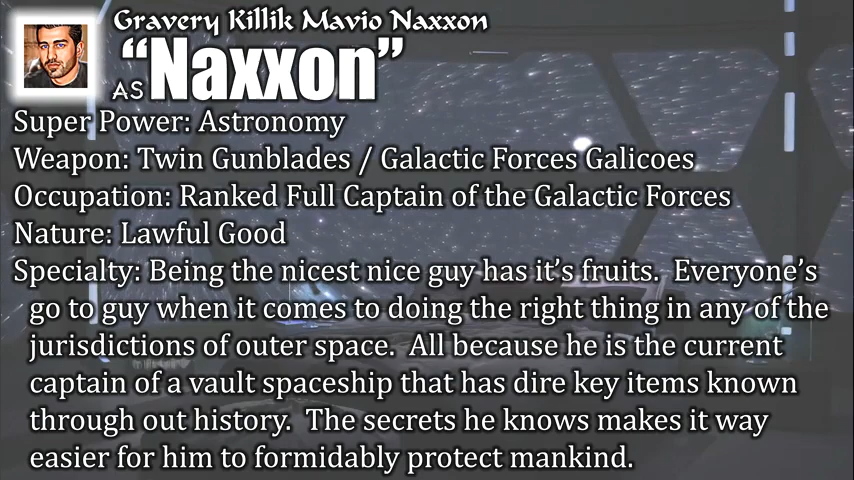 Gravery Killik Mavio Naxxon
AS “Naxxon”
Super Power: Astronomy
Weapon: Twin Gunblades / Galactic Forces Galicoes
Occupation: Ranked Full Captain of the Galactic Forces
Nature: Lawful Good
Specialty: Being the nicest nice guy has it’s fruits.  Everyone’s
go to guy when it comes to doing the right thing in any of the
jurisdictions of outer space.  All because he is the current
captain of a vault spaceship that has dire key items known
through out history.  The secrets he knows makes it way
easier for him to formidably protect mankind.